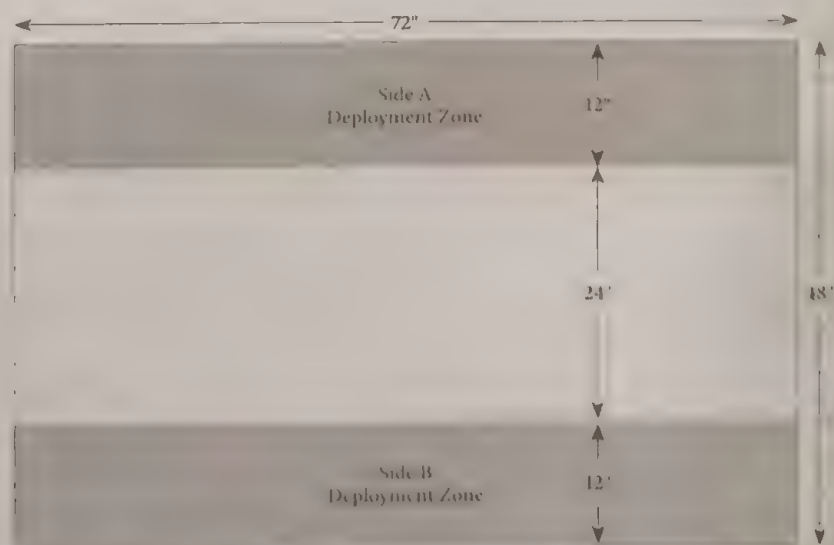 72"
Side A
Deployment Zone
12"
24"
48"
Side B
Deployment Zone
12"